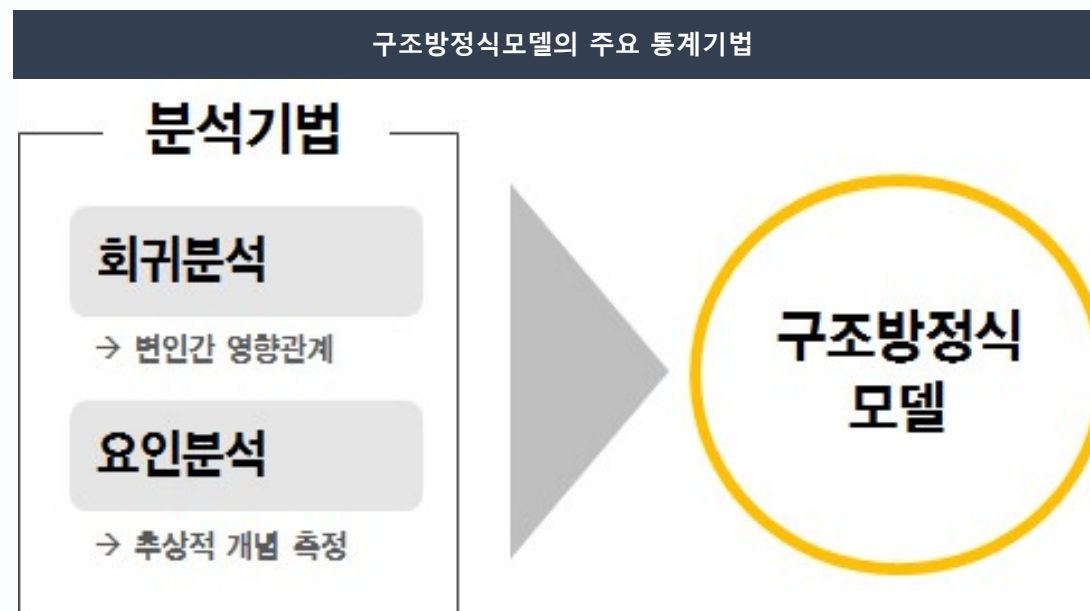 구조방정식모델의 주요 통계기법
분석기법
회귀분석
→ 변인간 영향관계
요인분석
→ 추상적 개념 측정
구조방정식
모델